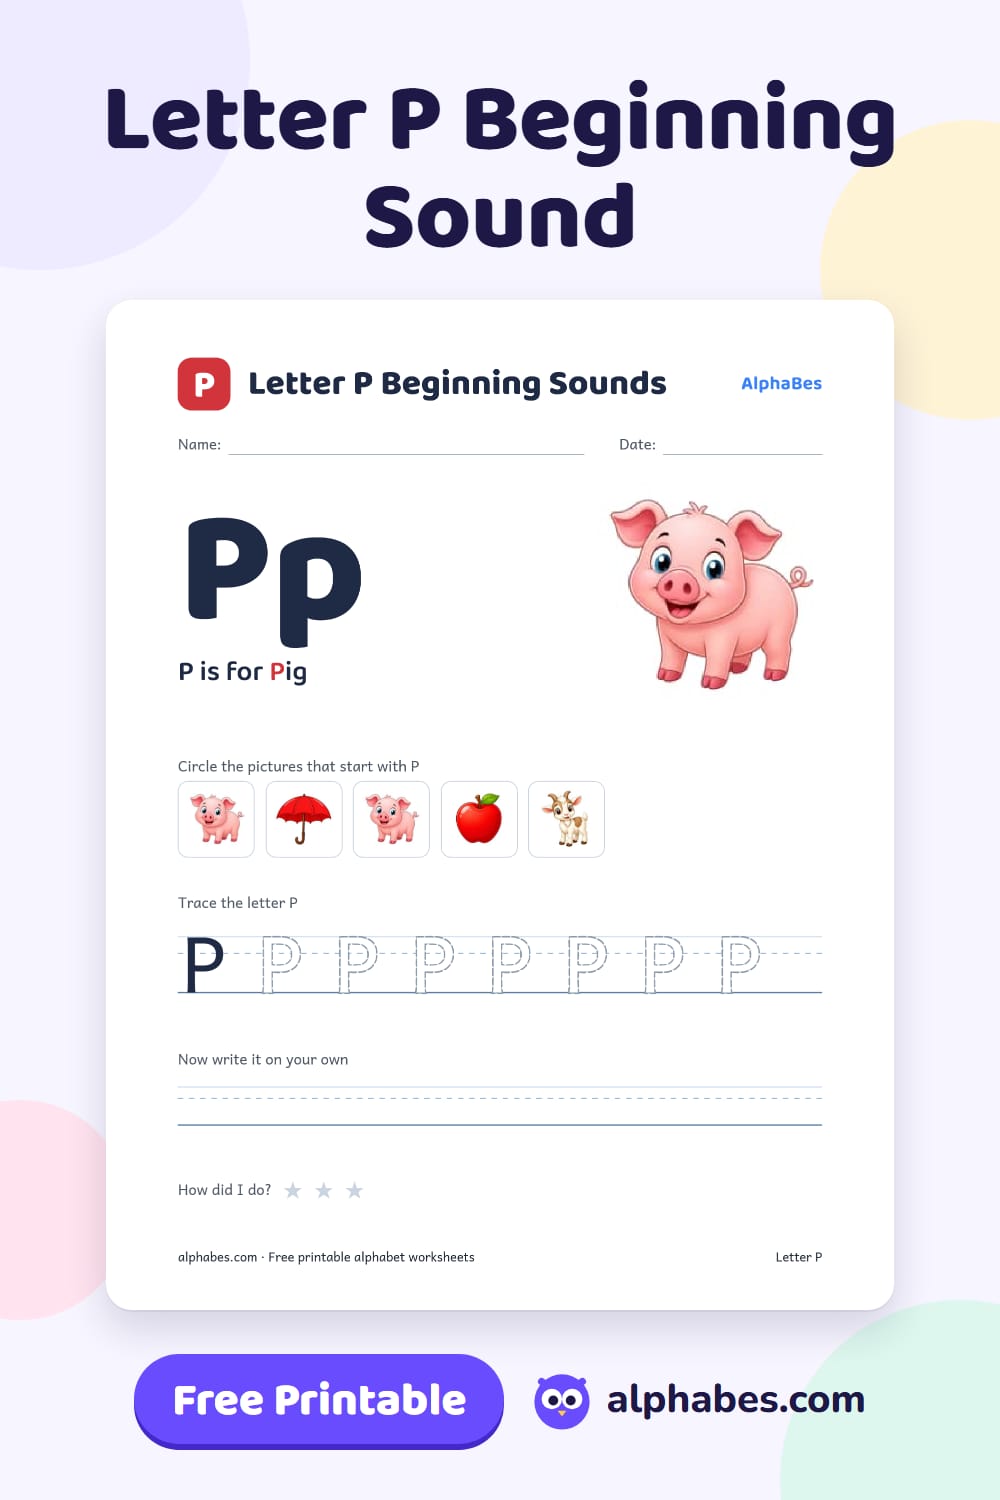 Letter P Beginning
Sound
P Letter P Beginning Sounds AlphaBes
Name: Date:
Pp
P is for Pig
Circle the pictures that start with P
Trace the letter P
P P P P P P P P
Now write it on your own
How did I do? ★ ★ ★
alphabes.com · Free printable alphabet worksheets Letter P
Free Printable alphabes.com